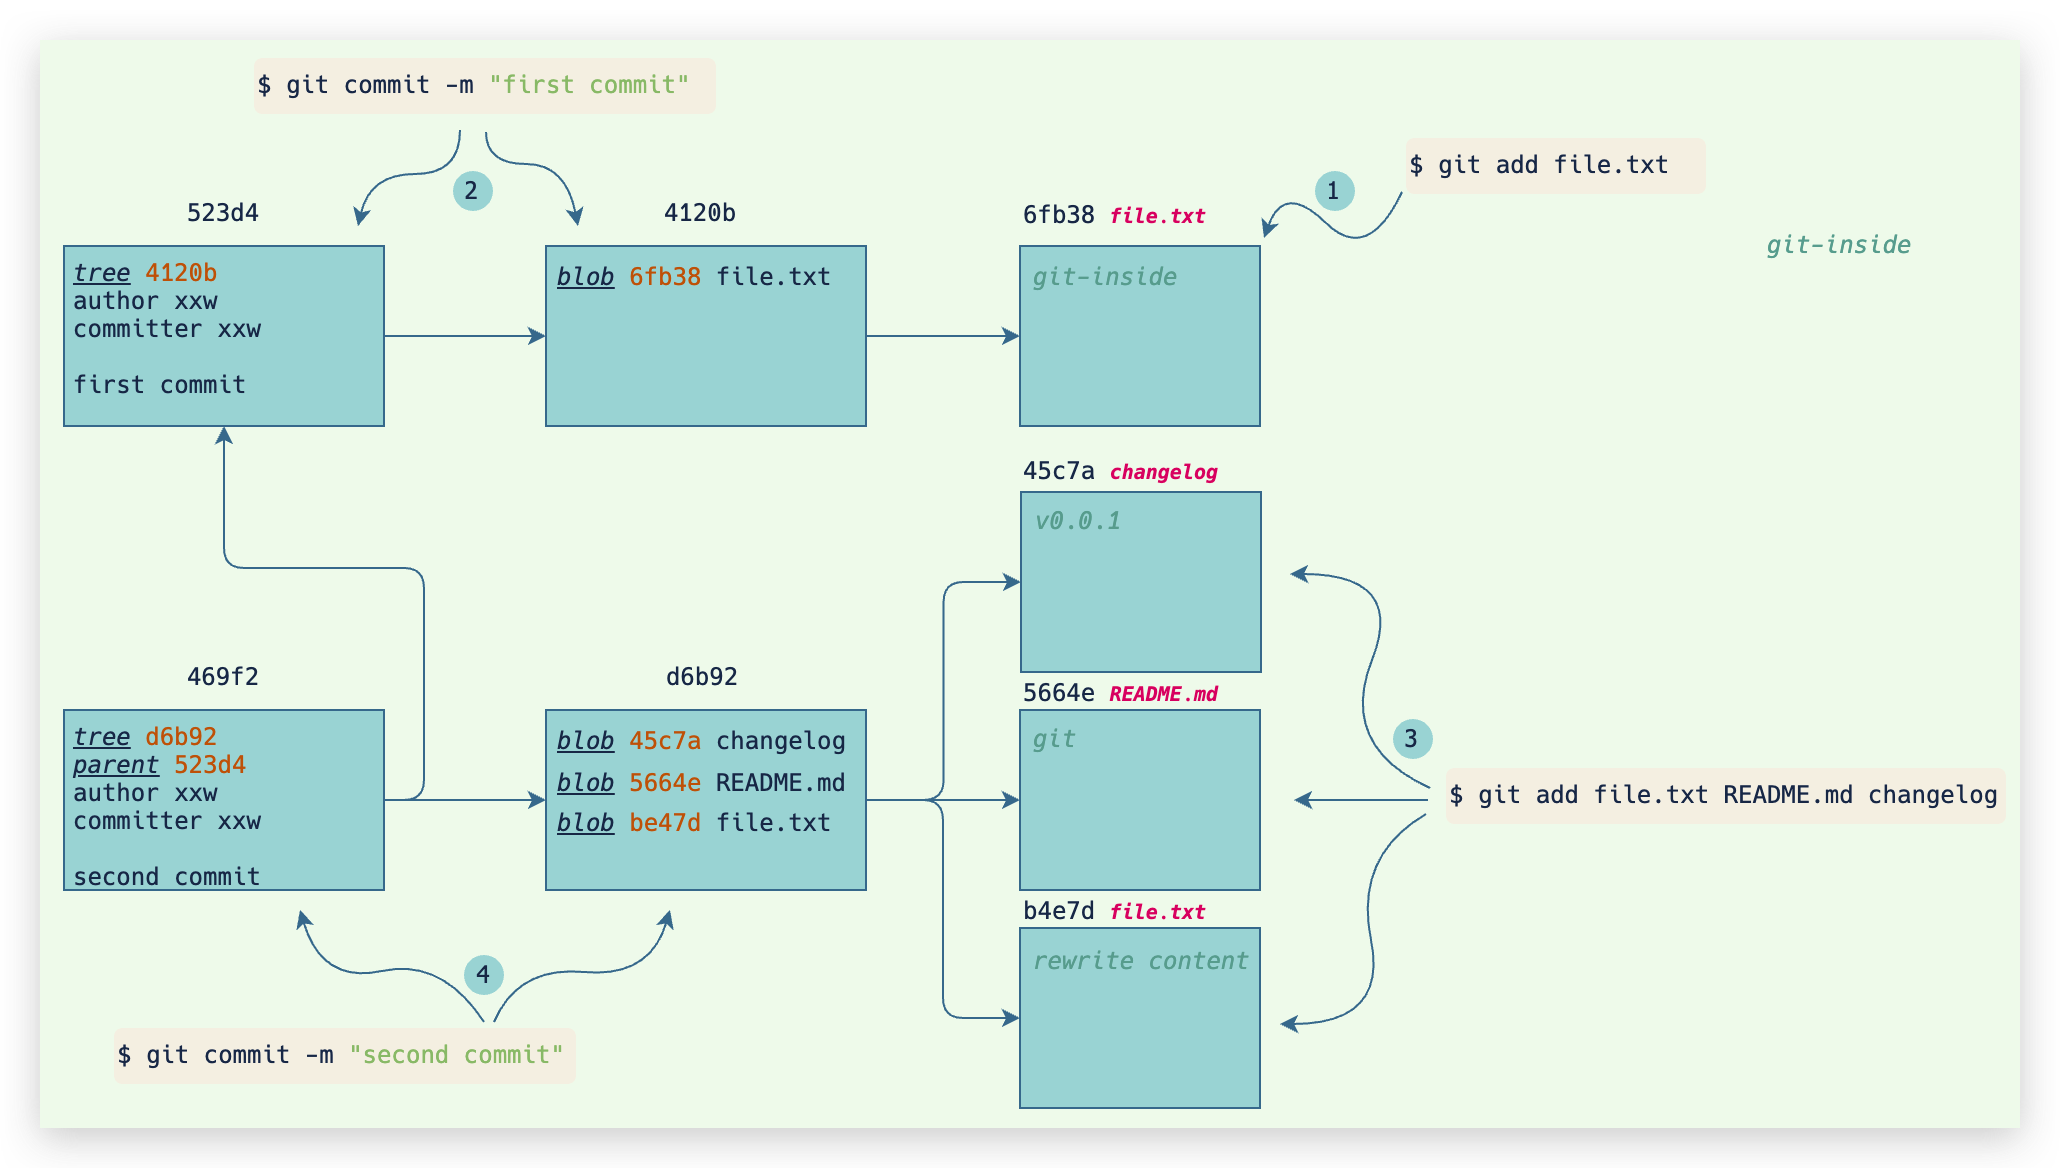 $ git commit -m "first commit"
$ git add file.txt
2
1
523d4
4120b
6fb38 file.txt
git-inside
tree 4120b
author xxw
committer xxw
first commit
blob 6fb38 file.txt
git-inside
45c7a changelog
v0.0.1
469f2
d6b92
5664e README.md
tree d6b92
parent 523d4
author xxw
committer xxw
second commit
blob 45c7a changelog
blob 5664e README.md
blob be47d file.txt
git
3
$ git add file.txt README.md changelog
b4e7d file.txt
rewrite content
4
$ git commit -m "second commit"